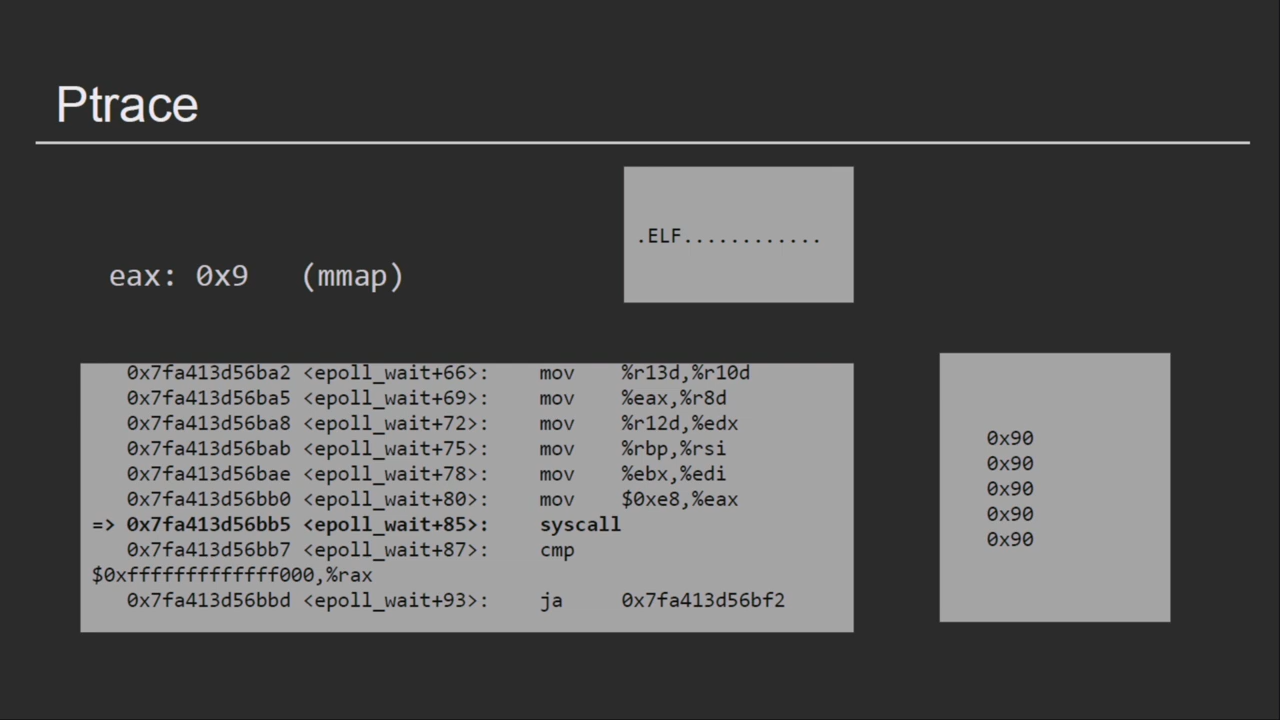 Ptrace
.ELF............
eax: 0x9 (mmap)
0x7fa413d56ba2 <epoll_wait+66>: mov %r13d,%r10d
0x7fa413d56ba5 <epoll_wait+69>: mov %eax,%r8d
0x7fa413d56ba8 <epoll_wait+72>: mov %r12d,%edx
0x7fa413d56bab <epoll_wait+75>: mov %rbp,%rsi
0x7fa413d56bae <epoll_wait+78>: mov %ebx,%edi
0x7fa413d56bb0 <epoll_wait+80>: mov $0xe8,%eax
=> 0x7fa413d56bb5 <epoll_wait+85>: syscall
0x7fa413d56bb7 <epoll_wait+87>: cmp
$0xfffffffffffff000,%rax
0x7fa413d56bbd <epoll_wait+93>: ja 0x7fa413d56bf2
0x90
0x90
0x90
0x90
0x90